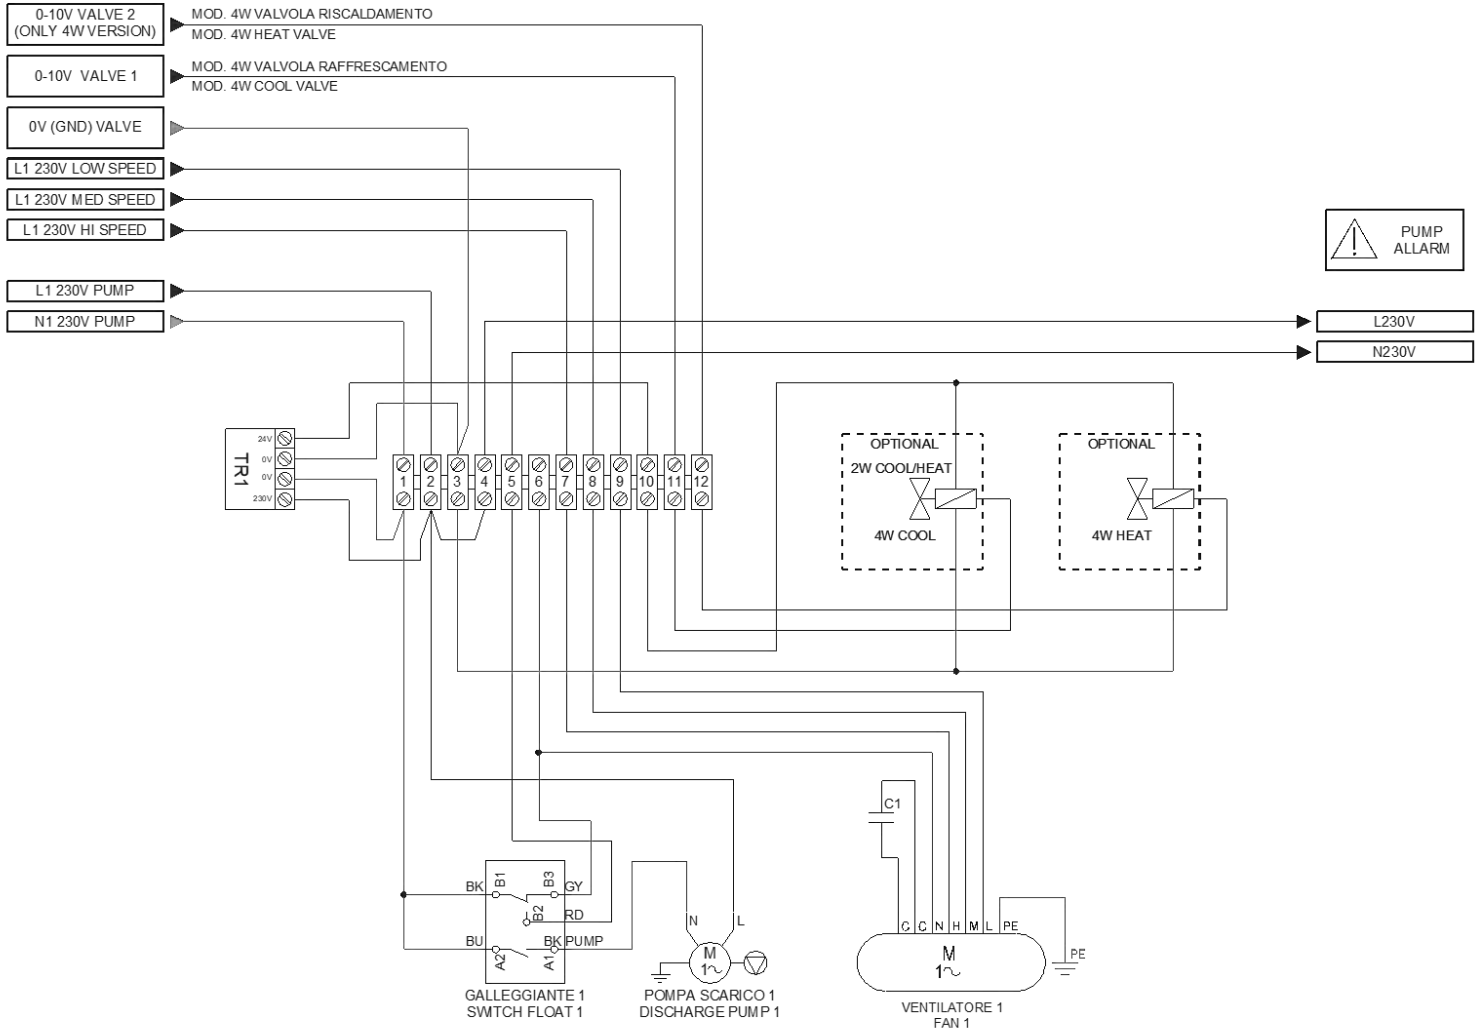 0-10V VALVE 2
(ONLY 4W VERSION)
MOD. 4W VALVOLA RISCALDAMENTO
MOD. 4W HEAT VALVE
0-10V VALVE 1
MOD. 4W VALVOLA RAFFRESCAMENTO
MOD. 4W COOL VALVE
0V (GND) VALVE
L1 230V LOW SPEED
L1 230V MED SPEED
L1 230V HI SPEED
PUMP
ALLARM
L1 230V PUMP
N1 230V PUMP
L230V
N230V
TR1
24V
0V
0V
230V
1 2 3 4 5 6 7 8 9 10 11 12
OPTIONAL
2W COOL/HEAT
4W COOL
OPTIONAL
4W HEAT
C1
BK B1 B3 GY
B2 RD
BU A2 A1 BK PUMP
GALLEGGIANTE 1
SWITCH FLOAT 1
N L
M
1~
POMPA SCARICO 1
DISCHARGE PUMP 1
C C N H M L PE
M
1~
PE
VENTILATORE 1
FAN 1